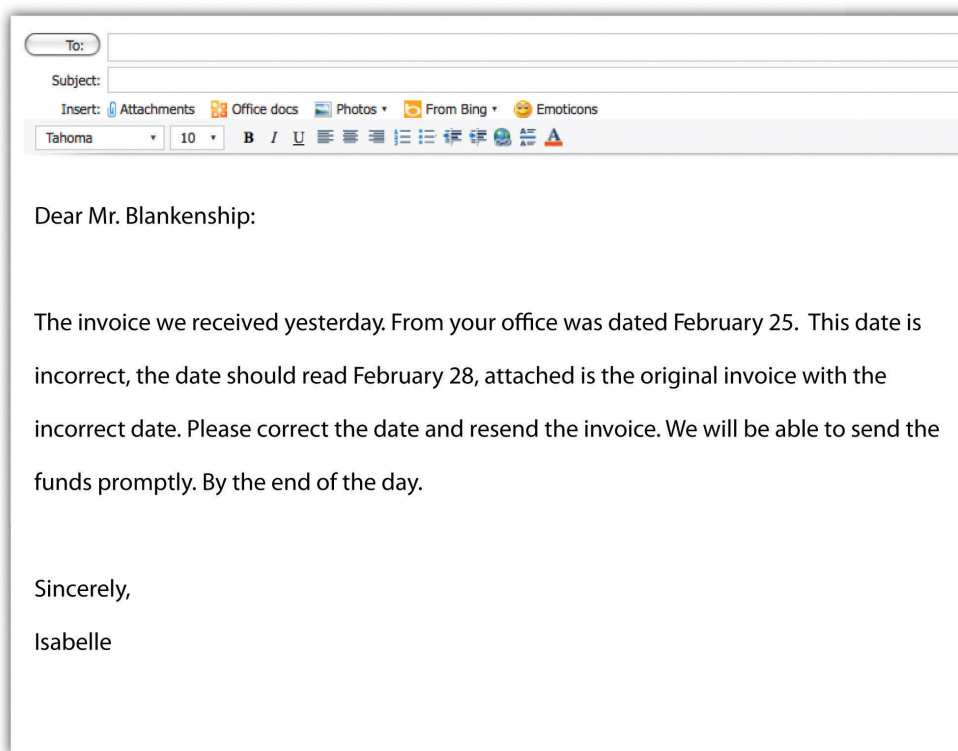 To:
Subject:
Insert: Attachments Office docs Photos From Bing Emoticons
Tahoma 10 B I U A
Dear Mr. Blankenship:
The invoice we received yesterday. From your office was dated February 25.  This date is
incorrect, the date should read February 28, attached is the original invoice with the
incorrect date. Please correct the date and resend the invoice. We will be able to send the
funds promptly. By the end of the day.
Sincerely,
Isabelle